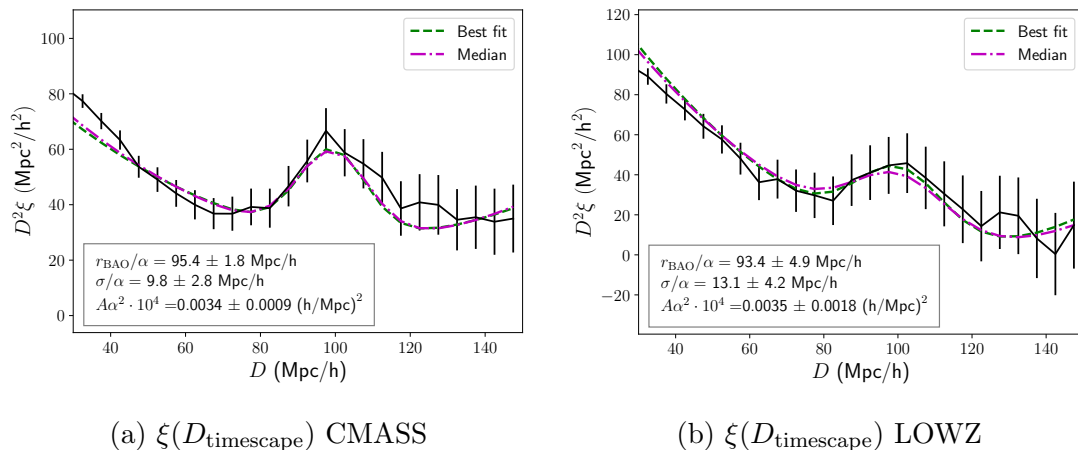 Best fit
Median
100
80
60
40
20
0
D²ξ (Mpc²/h²)
r_BAO/α = 95.4 ± 1.8 Mpc/h
σ/α = 9.8 ± 2.8 Mpc/h
Aα² · 10⁴ =0.0034 ± 0.0009 (h/Mpc)²
40 60 80 100 120 140
D (Mpc/h)
(a) ξ(D_timescape) CMASS
Best fit
Median
120
100
80
60
40
20
0
−20
D²ξ (Mpc²/h²)
r_BAO/α = 93.4 ± 4.9 Mpc/h
σ/α = 13.1 ± 4.2 Mpc/h
Aα² · 10⁴ =0.0035 ± 0.0018 (h/Mpc)²
40 60 80 100 120 140
D (Mpc/h)
(b) ξ(D_timescape) LOWZ